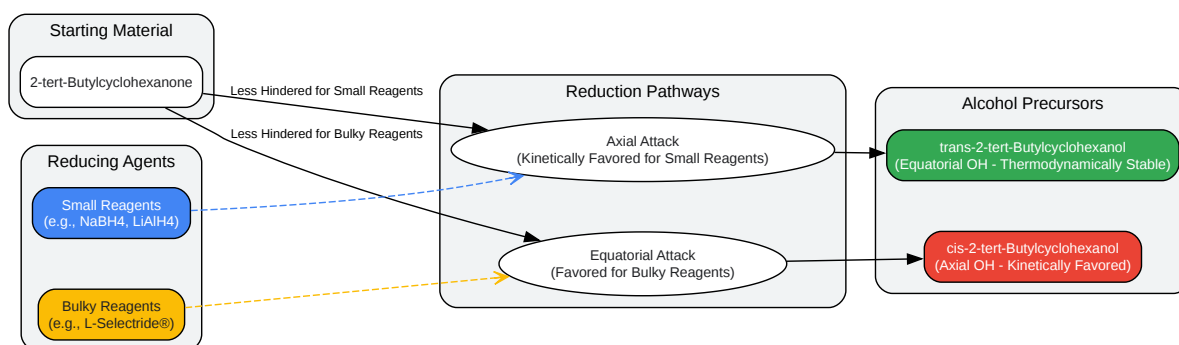 Starting Material
2-tert-Butylcyclohexanone
Reducing Agents
Small Reagents
(e.g., NaBH4, LiAlH4)
Bulky Reagents
(e.g., L-Selectride®)
Less Hindered for Small Reagents
Less Hindered for Bulky Reagents
Reduction Pathways
Axial Attack
(Kinetically Favored for Small Reagents)
Equatorial Attack
(Favored for Bulky Reagents)
Alcohol Precursors
trans-2-tert-Butylcyclohexanol
(Equatorial OH - Thermodynamically Stable)
cis-2-tert-Butylcyclohexanol
(Axial OH - Kinetically Favored)